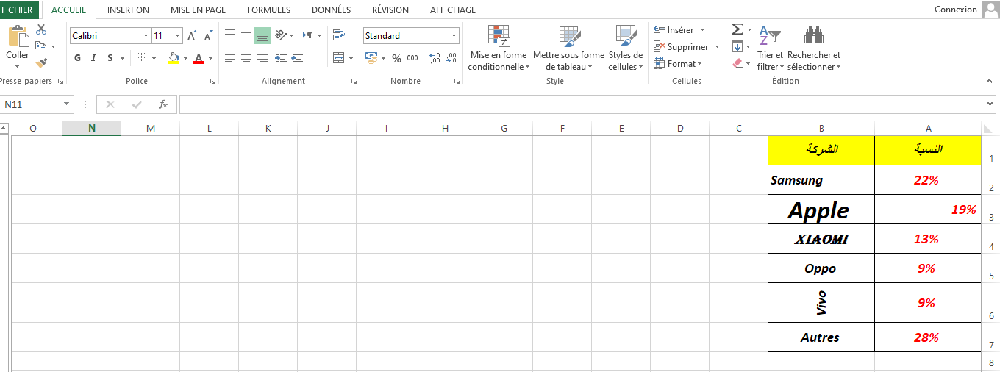 FICHIER ACCUEIL INSERTION MISE EN PAGE FORMULES DONNÉES RÉVISION AFFICHAGE Connexion
Coller
Presse-papiers
Calibri 11
G I S A
Police
Alignement
Standard
% 000
Nombre
Mise en forme conditionnelle
Mettre sous forme de tableau
Styles de cellules
Style
Insérer
Supprimer
Format
Cellules
Trier et filtrer
Rechercher et sélectionner
Édition
N11 fx
O N M L K J I H G F E D C B A
النسبة الشركة 1
Samsung 22% 2
Apple 19% 3
XIAOMI 13% 4
Oppo 9% 5
Vivo 9% 6
Autres 28% 7
8